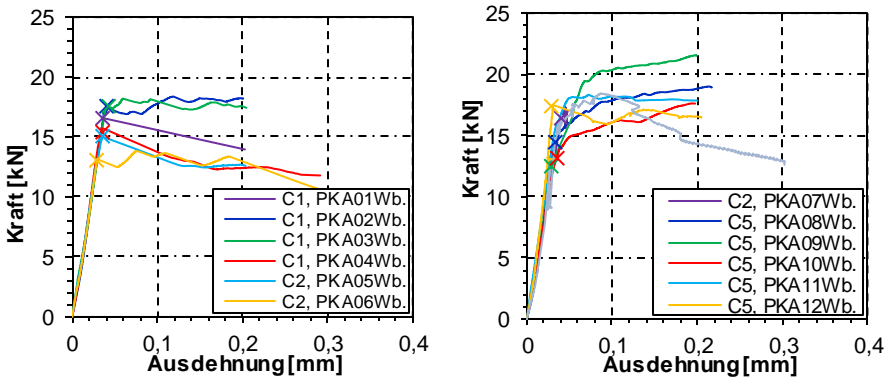 25
20
15
10
5
0
Kraft [kN]
C1, PKA01Wb.
C1, PKA02Wb.
C1, PKA03Wb.
C1, PKA04Wb.
C2, PKA05Wb.
C2, PKA06Wb.
0 0,1 0,2 0,3 0,4
Ausdehnung [mm]
25
20
15
10
5
0
Kraft [kN]
C2, PKA07Wb.
C5, PKA08Wb.
C5, PKA09Wb.
C5, PKA10Wb.
C5, PKA11Wb.
C5, PKA12Wb.
0 0,1 0,2 0,3 0,4
Ausdehnung [mm]